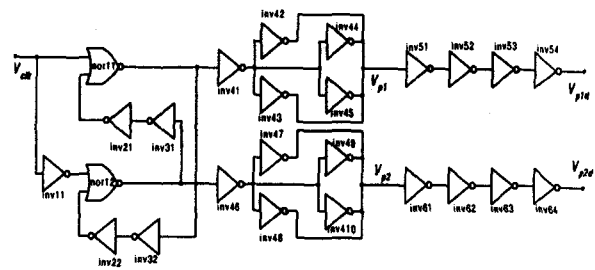 inv42
inv44
inv51
inv52
inv53
inv54
nor11
V_clk
inv41
V_p1
V_p1d
inv43
inv45
inv21
inv31
inv47
inv49
inv11
nor12
V_p2
V_p2d
inv46
inv61
inv62
inv63
inv64
inv48
inv410
inv22
inv32